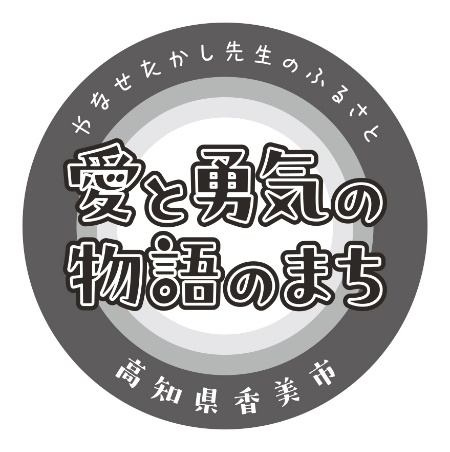 やなせたかし先生のふるさと
愛と勇気の
物語のまち
高知県香美市